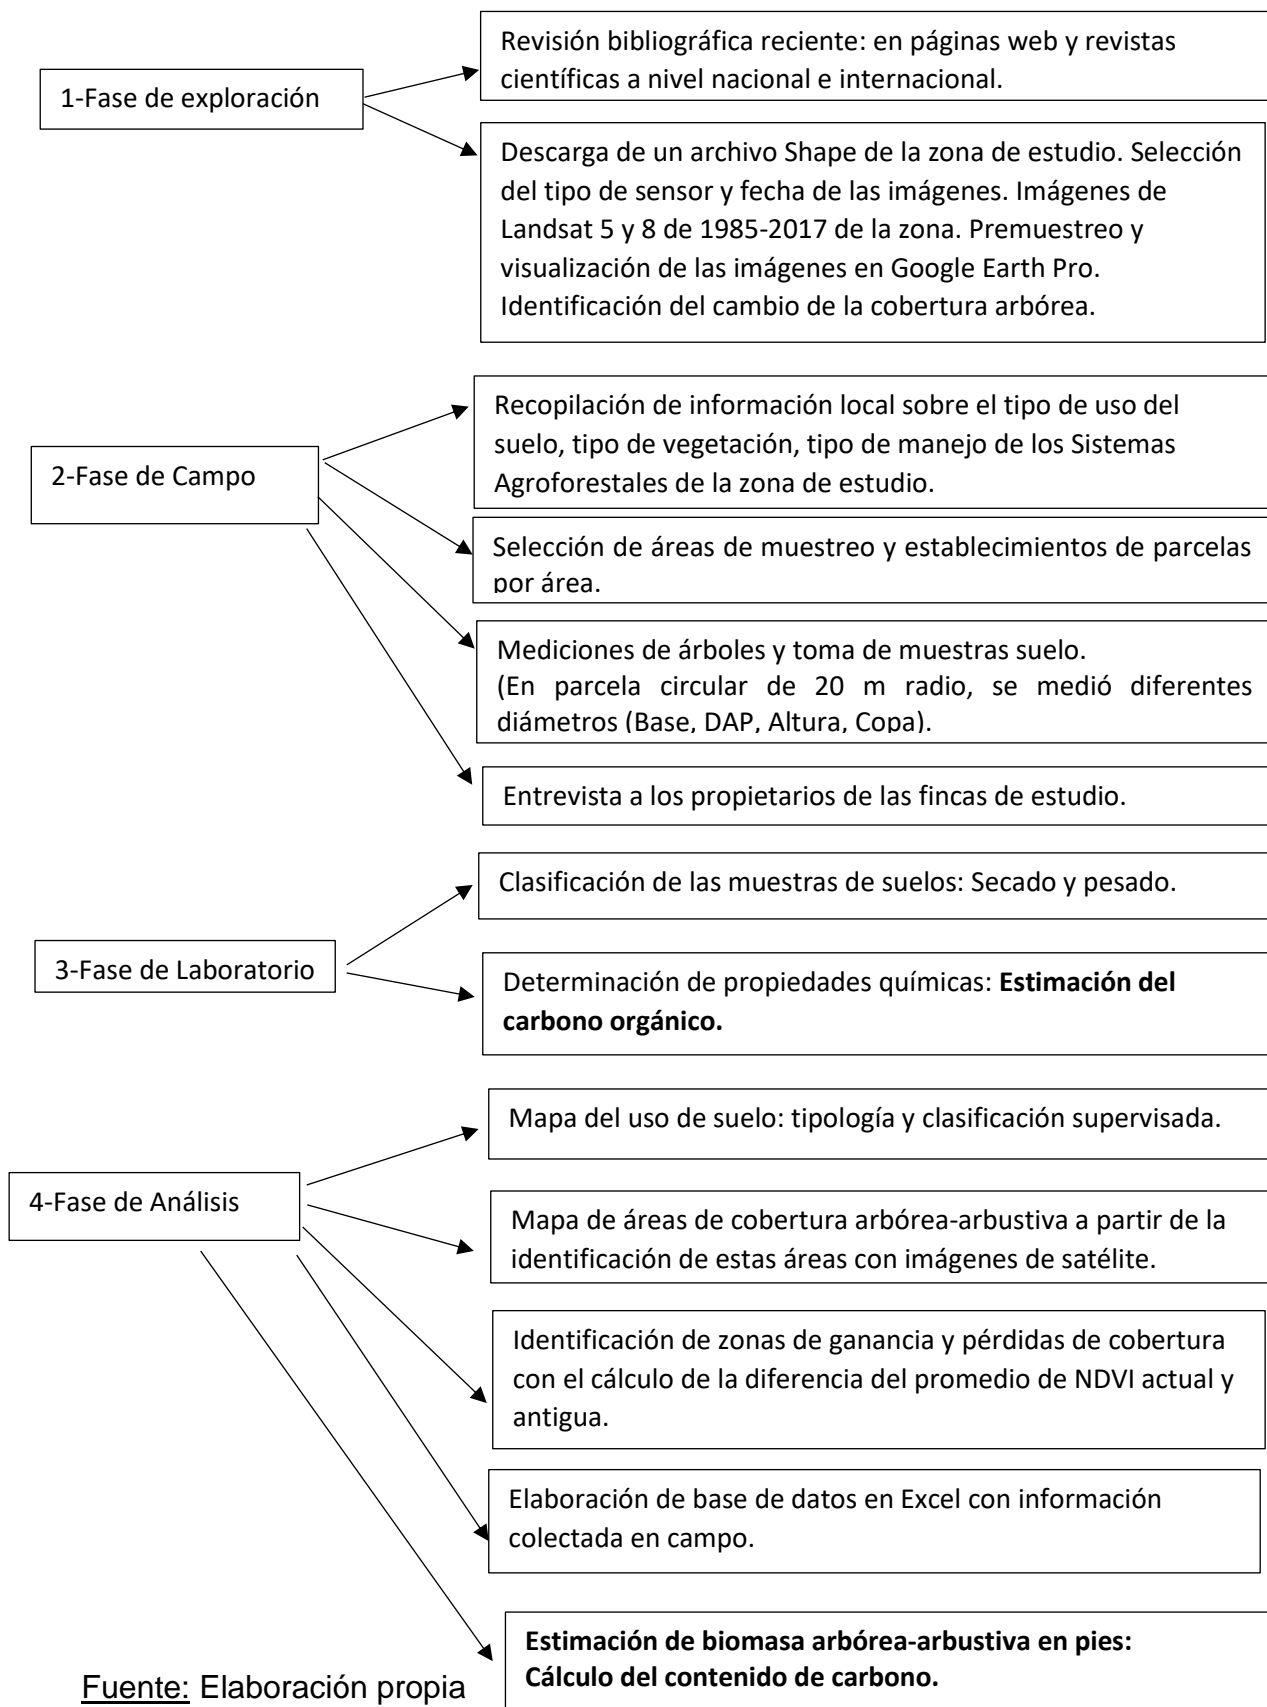 1-Fase de exploración
Revisión bibliográfica reciente: en páginas web y revistas
científicas a nivel nacional e internacional.
Descarga de un archivo Shape de la zona de estudio. Selección
del tipo de sensor y fecha de las imágenes. Imágenes de
Landsat 5 y 8 de 1985-2017 de la zona. Premuestreo y
visualización de las imágenes en Google Earth Pro.
Identificación del cambio de la cobertura arbórea.
2-Fase de Campo
Recopilación de información local sobre el tipo de uso del
suelo, tipo de vegetación, tipo de manejo de los Sistemas
Agroforestales de la zona de estudio.
Selección de áreas de muestreo y establecimientos de parcelas
por área.
Mediciones de árboles y toma de muestras suelo.
(En parcela circular de 20 m radio, se medió diferentes
diámetros (Base, DAP, Altura, Copa).
Entrevista a los propietarios de las fincas de estudio.
3-Fase de Laboratorio
Clasificación de las muestras de suelos: Secado y pesado.
Determinación de propiedades químicas: Estimación del
carbono orgánico.
4-Fase de Análisis
Mapa del uso de suelo: tipología y clasificación supervisada.
Mapa de áreas de cobertura arbórea-arbustiva a partir de la
identificación de estas áreas con imágenes de satélite.
Identificación de zonas de ganancia y pérdidas de cobertura
con el cálculo de la diferencia del promedio de NDVI actual y
antigua.
Elaboración de base de datos en Excel con información
colectada en campo.
Estimación de biomasa arbórea-arbustiva en pies:
Cálculo del contenido de carbono.
Fuente: Elaboración propia